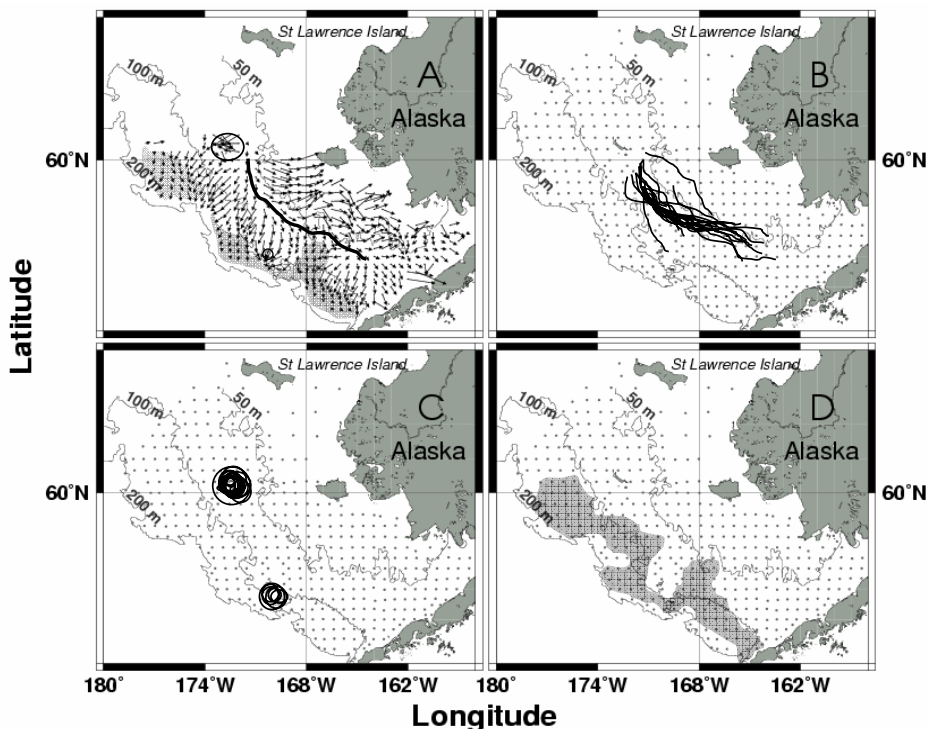 St Lawrence Island
100 m
50 m
A
Alaska
60°N
200 m
St Lawrence Island
100 m
50 m
B
Alaska
200 m
St Lawrence Island
100 m
50 m
C
Alaska
60°N
200 m
St Lawrence Island
100 m
50 m
D
Alaska
200 m
Latitude
180° 174°W 168°W 162°W 180° 174°W 168°W 162°W
Longitude